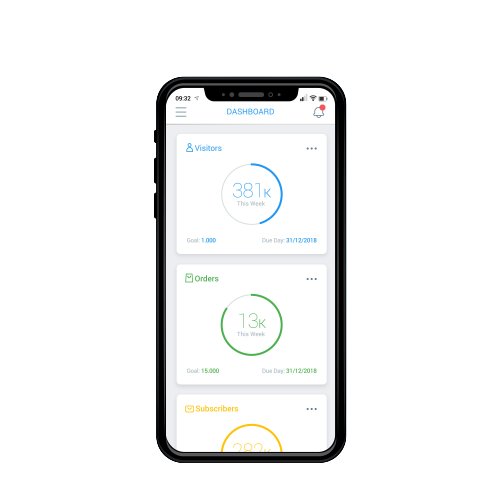 09:32
DASHBOARD
Visitors
381K
This Week
Goal: 1.000 Due Day: 31/12/2018
Orders
13K
This Week
Goal: 15.000 Due Day: 31/12/2018
Subscribers